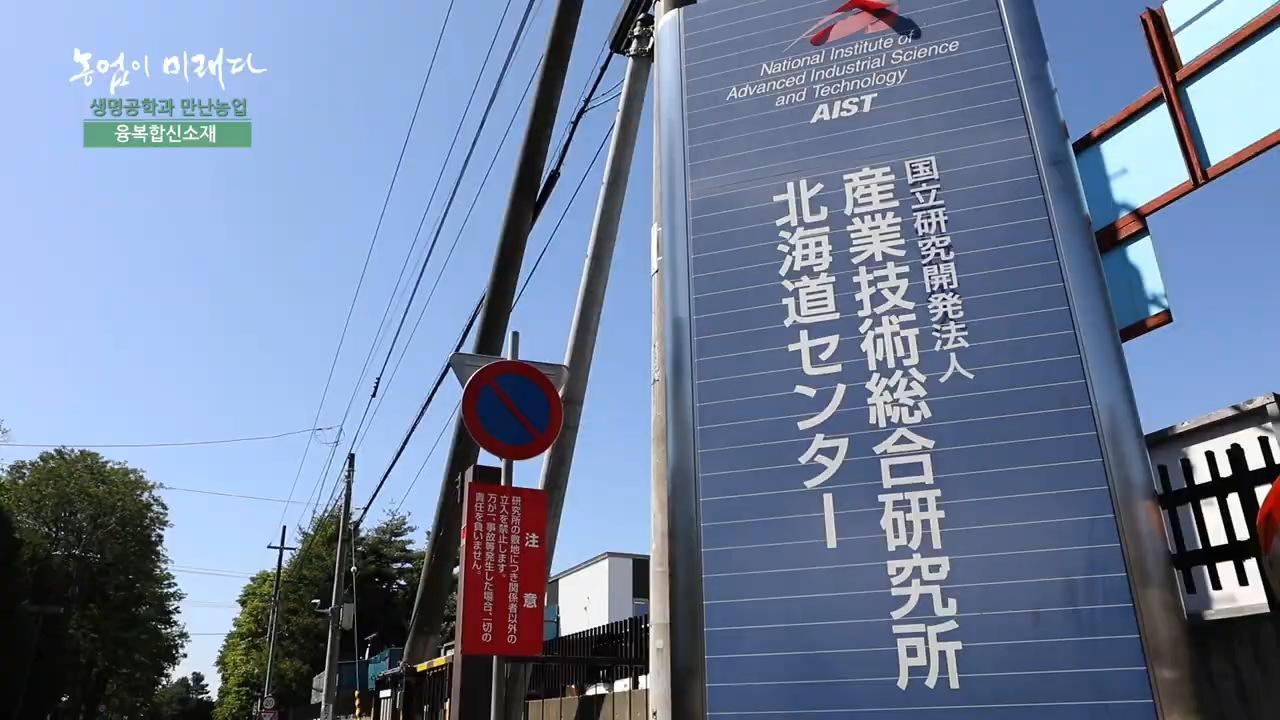 농업이 미래다
생명공학과 만난농업
융복합신소재
National Institute of
Advanced Industrial Science
and Technology
AIST
国立研究開発法人
産業技術総合研究所
北海道センター
注意
研究所の敷地につき関係者以外の
立入を禁止します。
万が一、事故等発生した場合、一切の
責任を負いません。